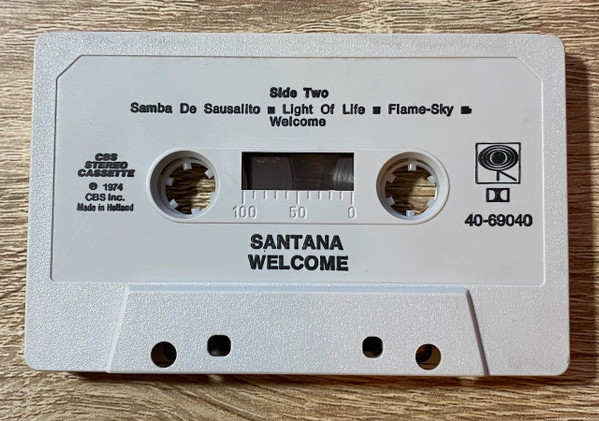 Side Two
Samba De Sausalito ■ Light Of Life ■ Flame-Sky ■
Welcome
CBS
STEREO
CASSETTE
℗ 1974
CBS Inc.
Made in Holland
100 50 0
40-69040
SANTANA
WELCOME